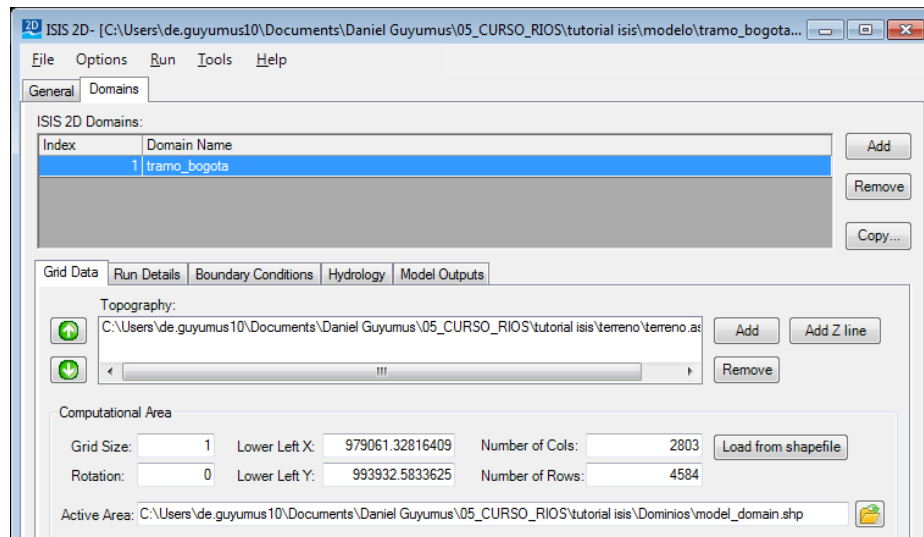 2D ISIS 2D- [C:\Users\de.guyumus10\Documents\Daniel Guyumus\05_CURSO_RIOS\tutorial isis\modelo\tramo_bogota...
File Options Run Tools Help
General Domains
ISIS 2D Domains:
Index Domain Name
1 tramo_bogota
Add
Remove
Copy...
Grid Data Run Details Boundary Conditions Hydrology Model Outputs
Topography:
C:\Users\de.guyumus10\Documents\Daniel Guyumus\05_CURSO_RIOS\tutorial isis\terreno\terreno.as
Add Add Z line
Remove
Computational Area
Grid Size: 1 Lower Left X: 979061.32816409 Number of Cols: 2803 Load from shapefile
Rotation: 0 Lower Left Y: 993932.5833625 Number of Rows: 4584
Active Area: C:\Users\de.guyumus10\Documents\Daniel Guyumus\05_CURSO_RIOS\tutorial isis\Dominios\model_domain.shp